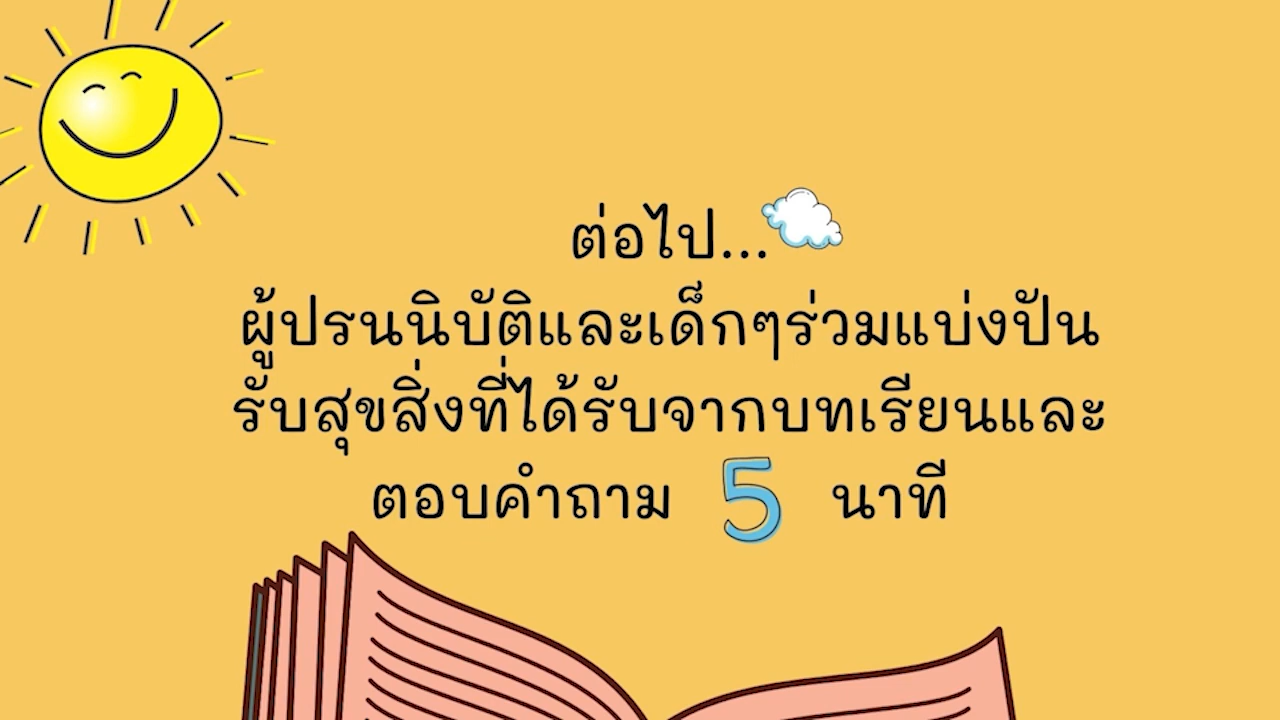 ต่อไป...
ผู้ปรนนิบัติและเด็กๆร่วมแบ่งปัน
รับสุขสิ่งที่ได้รับจากบทเรียนและ
ตอบคำถาม 5 นาที